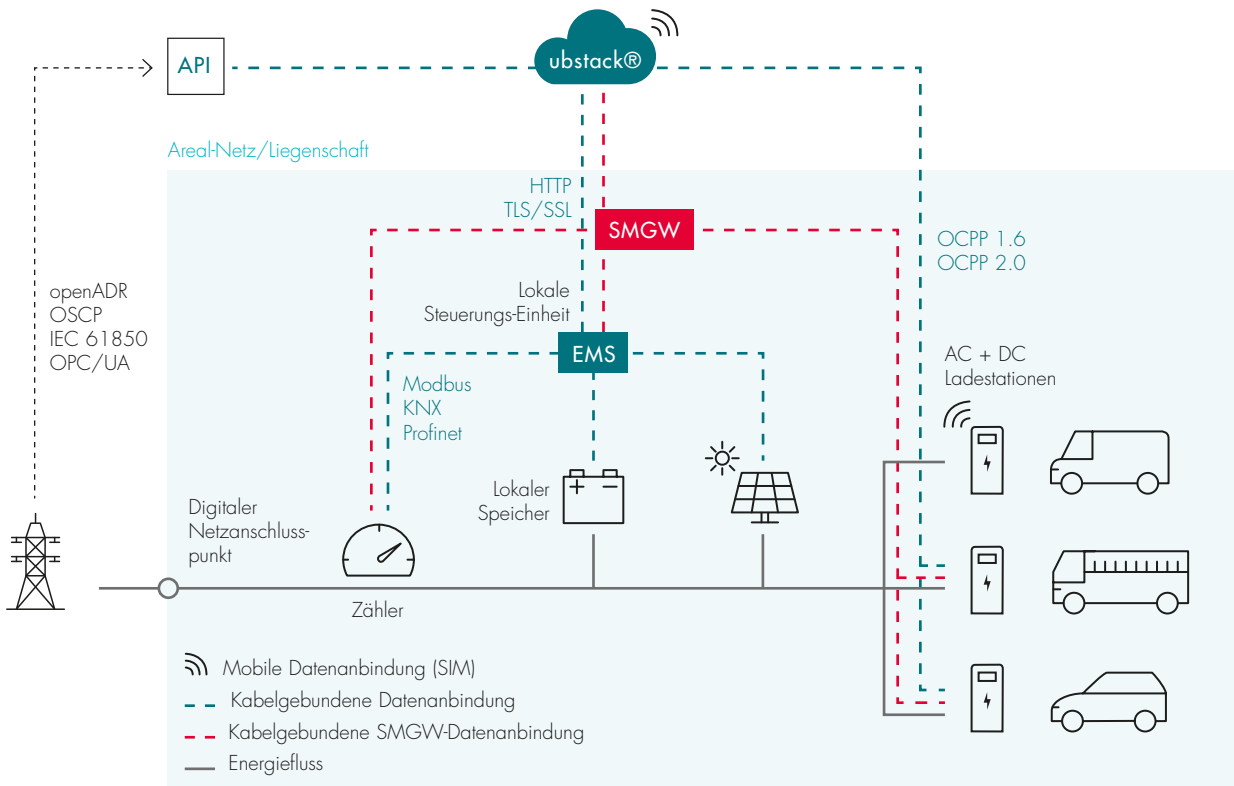 API
ubstack®
Areal-Netz/Liegenschaft
HTTP
TLS/SSL
SMGW
OCPP 1.6
OCPP 2.0
openADR
OSCP
IEC 61850
OPC/UA
Lokale
Steuerungs-Einheit
EMS
AC + DC
Ladestationen
Modbus
KNX
Profinet
Lokaler
Speicher
Digitaler
Netzanschluss-
punkt
Zähler
Mobile Datenanbindung (SIM)
Kabelgebundene Datenanbindung
Kabelgebundene SMGW-Datenanbindung
Energiefluss